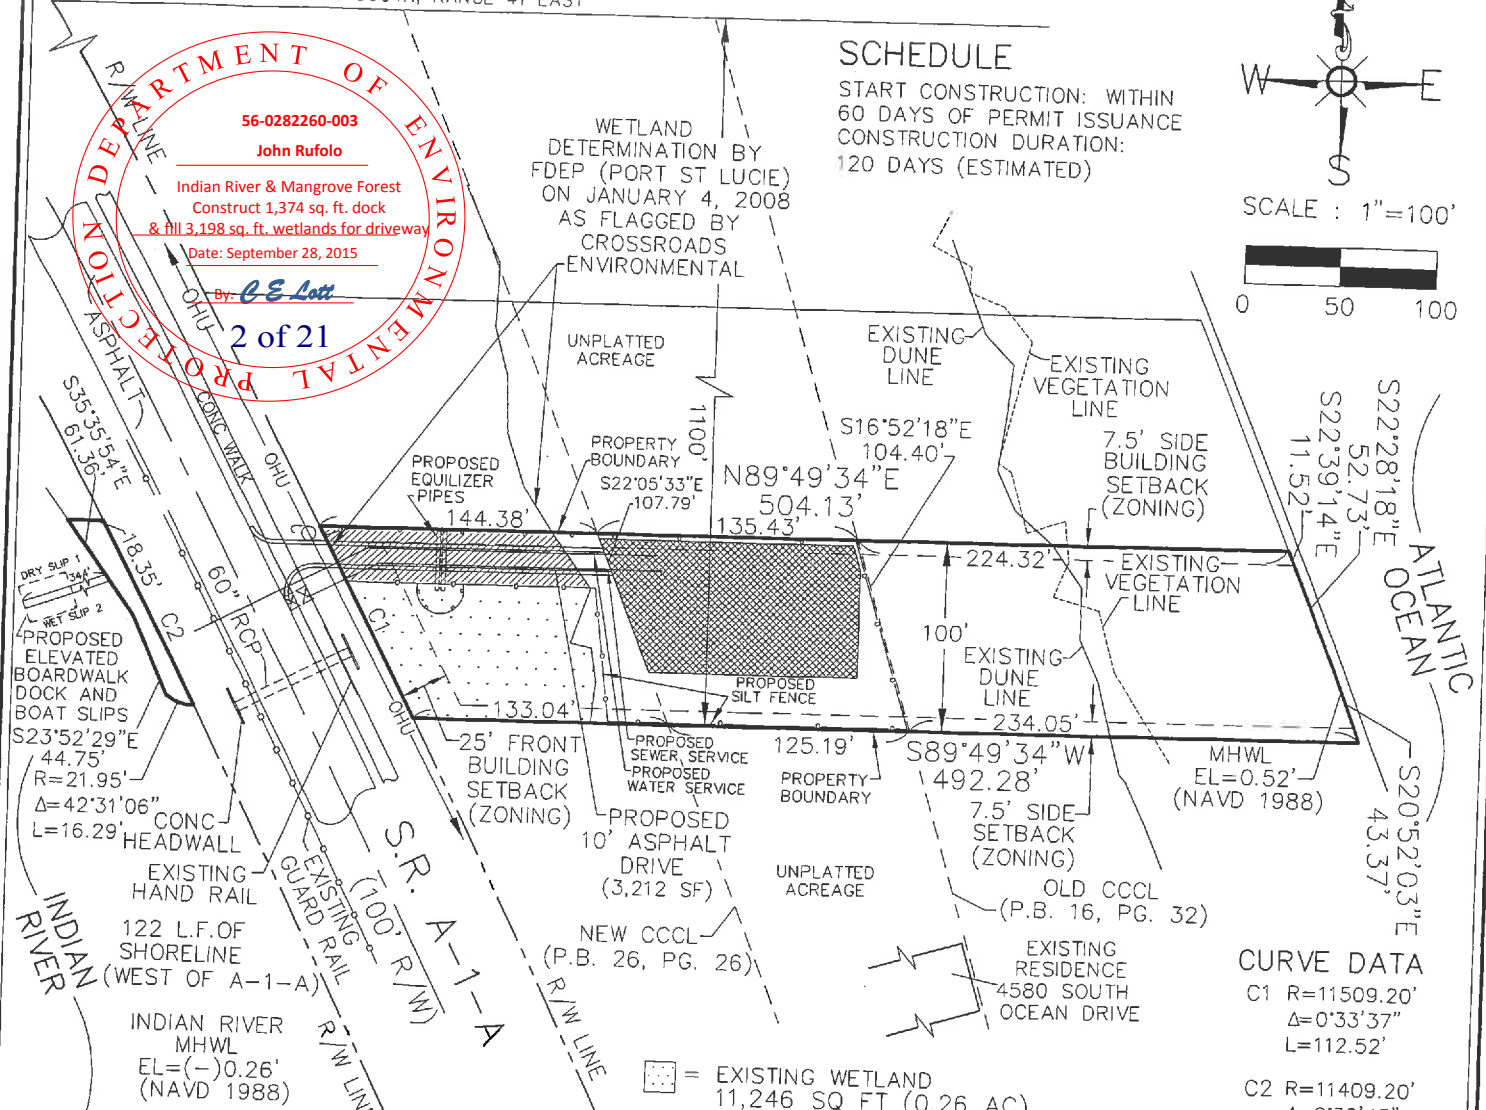 SCHEDULE
START CONSTRUCTION: WITHIN
60 DAYS OF PERMIT ISSUANCE
CONSTRUCTION DURATION:
120 DAYS (ESTIMATED)
W
E
S
SCALE : 1"=100'
0 50 100
DEPARTMENT OF ENVIRONMENTAL PROTECTION
56-0282260-003
John Rufolo
Indian River & Mangrove Forest
Construct 1,374 sq. ft. dock
& fill 3,198 sq. ft. wetlands for driveway
Date: September 28, 2015
By: C E Lott
2 of 21
R/W LINE
OHU
ASPHALT
CONC WALK
OHU
WETLAND
DETERMINATION BY
FDEP (PORT ST LUCIE)
ON JANUARY 4, 2008
AS FLAGGED BY
CROSSROADS
ENVIRONMENTAL
UNPLATTED
ACREAGE
1100'
EXISTING
DUNE
LINE
EXISTING
VEGETATION
LINE
S16°52'18"E
104.40'
7.5' SIDE
BUILDING
SETBACK
(ZONING)
S22°28'18"E
52.73'
S22°39'14"E
11.52'
ATLANTIC
OCEAN
S35°35'54"E
61.36'
PROPOSED
EQUILIZER
PIPES
PROPERTY
BOUNDARY
S22°05'33"E
107.79'
N89°49'34"E
504.13'
144.38'
135.43'
224.32'
EXISTING
VEGETATION
LINE
100'
EXISTING
DUNE
LINE
18.35'
C2
60" RCP
C1
DRY SLIP 1
WET SLIP 2
PROPOSED
ELEVATED
BOARDWALK
DOCK AND
BOAT SLIPS
S23°52'29"E
44.75'
R=21.95'
Δ=42°31'06"
L=16.29'
CONC
HEADWALL
EXISTING
HAND RAIL
122 L.F.OF
SHORELINE
(WEST OF A-1-A)
INDIAN
RIVER
INDIAN RIVER
MHWL
EL=(-)0.26'
(NAVD 1988)
EXISTING
GUARD RAIL
(100' R/W)
S.R. A-1-A
OHU
R/W LINE
R/W LINE
133.04'
25' FRONT
BUILDING
SETBACK
(ZONING)
PROPOSED
SILT FENCE
PROPOSED
SEWER SERVICE
PROPOSED
WATER SERVICE
PROPOSED
10' ASPHALT
DRIVE
(3,212 SF)
125.19'
PROPERTY
BOUNDARY
234.05'
S89°49'34"W
492.28'
7.5' SIDE
SETBACK
(ZONING)
MHWL
EL=0.52'
(NAVD 1988)
S20°52'03"E
43.37'
UNPLATTED
ACREAGE
OLD CCCL
(P.B. 16, PG. 32)
NEW CCCL
(P.B. 26, PG. 26)
EXISTING
RESIDENCE
4580 SOUTH
OCEAN DRIVE
CURVE DATA
C1 R=11509.20'
Δ=0°33'37"
L=112.52'
C2 R=11409.20'
= EXISTING WETLAND
11,246 SQ FT (0.26 AC)